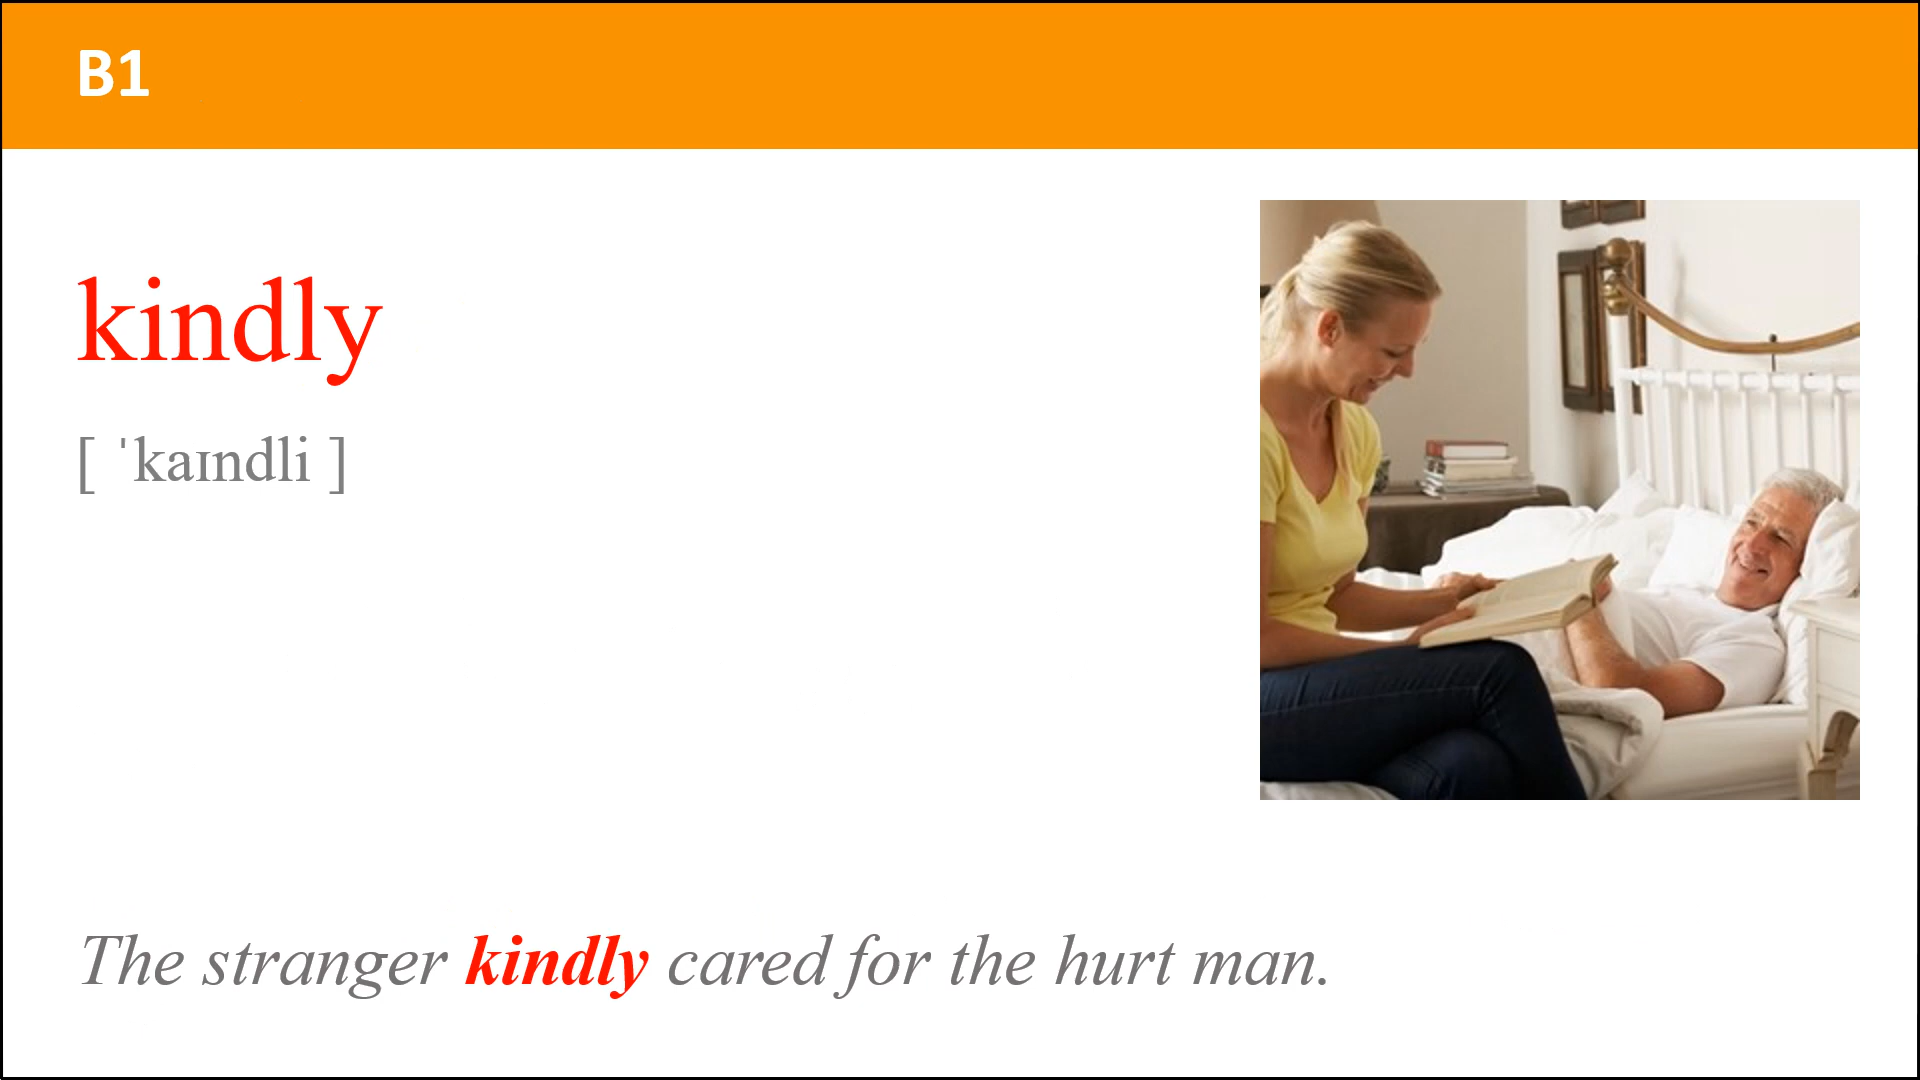 B1
kindly
[ ˈkaɪndli ]
The stranger kindly cared for the hurt man.